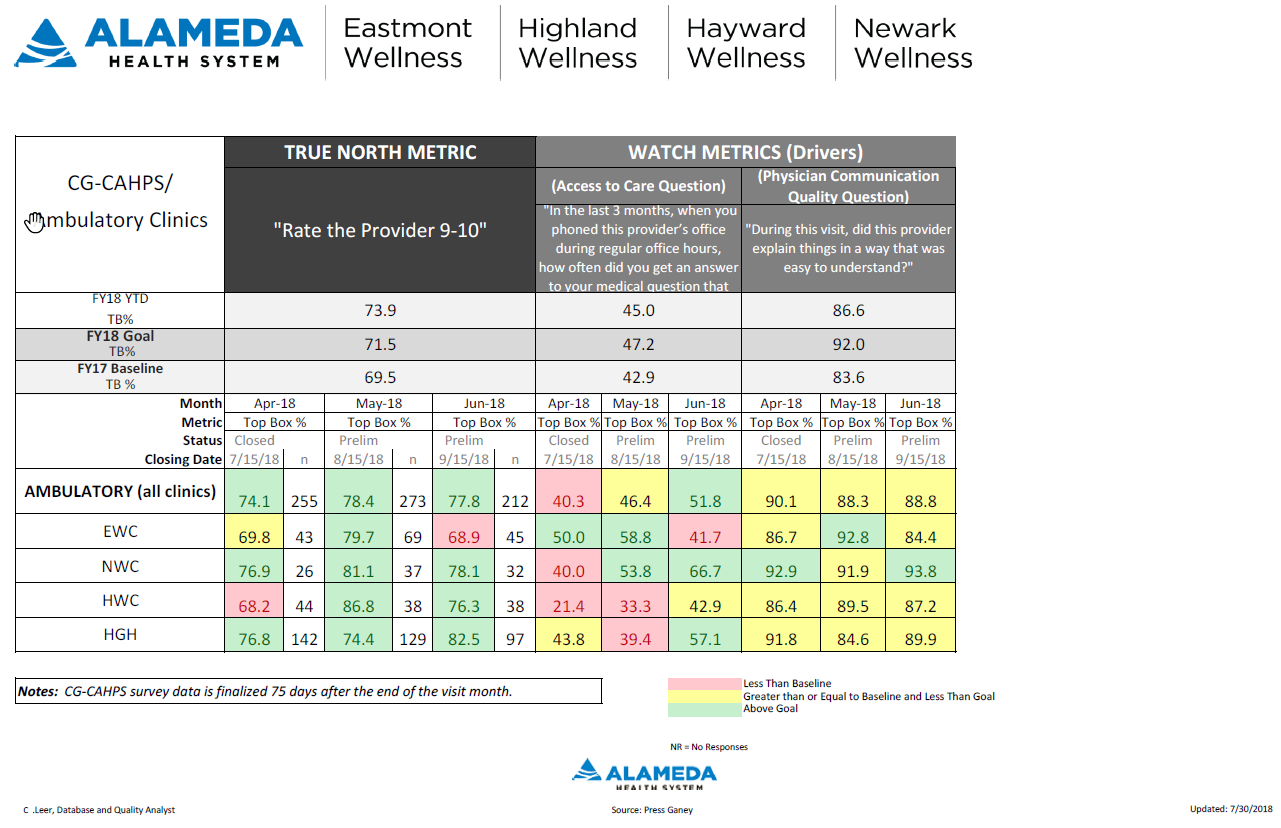 ALAMEDA
HEALTH SYSTEM
Eastmont
Wellness
Highland
Wellness
Hayward
Wellness
Newark
Wellness
CG-CAHPS/
Ambulatory Clinics
TRUE NORTH METRIC
WATCH METRICS (Drivers)
"Rate the Provider 9-10"
(Access to Care Question)
(Physician Communication
Quality Question)
"In the last 3 months, when you
phoned this provider's office
during regular office hours,
how often did you get an answer
to your medical question that
"During this visit, did this provider
explain things in a way that was
easy to understand?"
FY18 YTD
TB%
73.9 45.0 86.6
FY18 Goal
TB%
71.5 47.2 92.0
FY17 Baseline
TB %
69.5 42.9 83.6
Month Apr-18 May-18 Jun-18 Apr-18 May-18 Jun-18 Apr-18 May-18 Jun-18
Metric Top Box % Top Box % Top Box % Top Box % Top Box % Top Box % Top Box % Top Box % Top Box %
Status Closed Prelim Prelim Closed Prelim Prelim Closed Prelim Prelim
Closing Date 7/15/18 n 8/15/18 n 9/15/18 n 7/15/18 8/15/18 9/15/18 7/15/18 8/15/18 9/15/18
AMBULATORY (all clinics) 74.1 255 78.4 273 77.8 212 40.3 46.4 51.8 90.1 88.3 88.8
EWC 69.8 43 79.7 69 68.9 45 50.0 58.8 41.7 86.7 92.8 84.4
NWC 76.9 26 81.1 37 78.1 32 40.0 53.8 66.7 92.9 91.9 93.8
HWC 68.2 44 86.8 38 76.3 38 21.4 33.3 42.9 86.4 89.5 87.2
HGH 76.8 142 74.4 129 82.5 97 43.8 39.4 57.1 91.8 84.6 89.9
Notes: CG-CAHPS survey data is finalized 75 days after the end of the visit month.
Less Than Baseline
Greater than or Equal to Baseline and Less Than Goal
Above Goal
NR = No Responses
ALAMEDA
HEALTH SYSTEM
C .Leer, Database and Quality Analyst
Source: Press Ganey
Updated: 7/30/2018